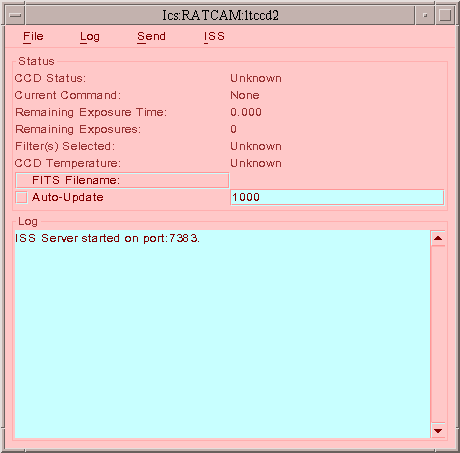 Ics:RATCAM:ltccd2
File Log Send ISS
Status
CCD Status: Unknown
Current Command: None
Remaining Exposure Time: 0.000
Remaining Exposures: 0
Filter(s) Selected: Unknown
CCD Temperature: Unknown
FITS Filename:
Auto-Update 1000
Log
ISS Server started on port:7383.